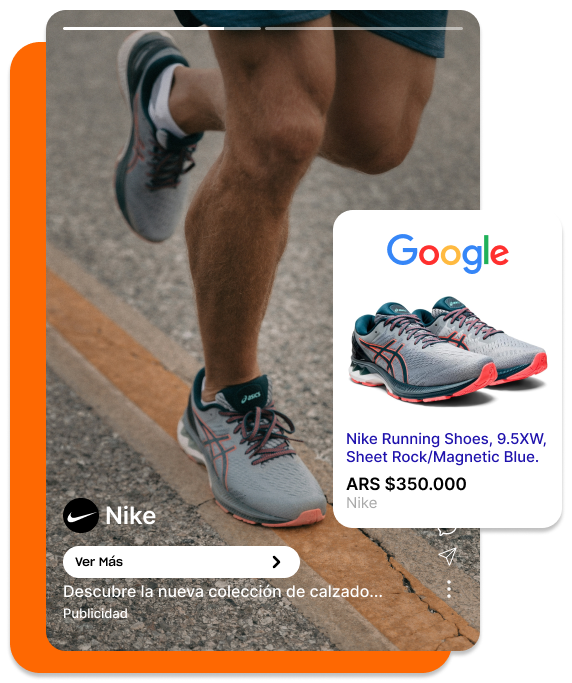 Google
asics
Nike Running Shoes, 9.5XW,
Sheet Rock/Magnetic Blue.
ARS $350.000
Nike
Nike
Ver Más
Descubre la nueva colección de calzado...
Publicidad